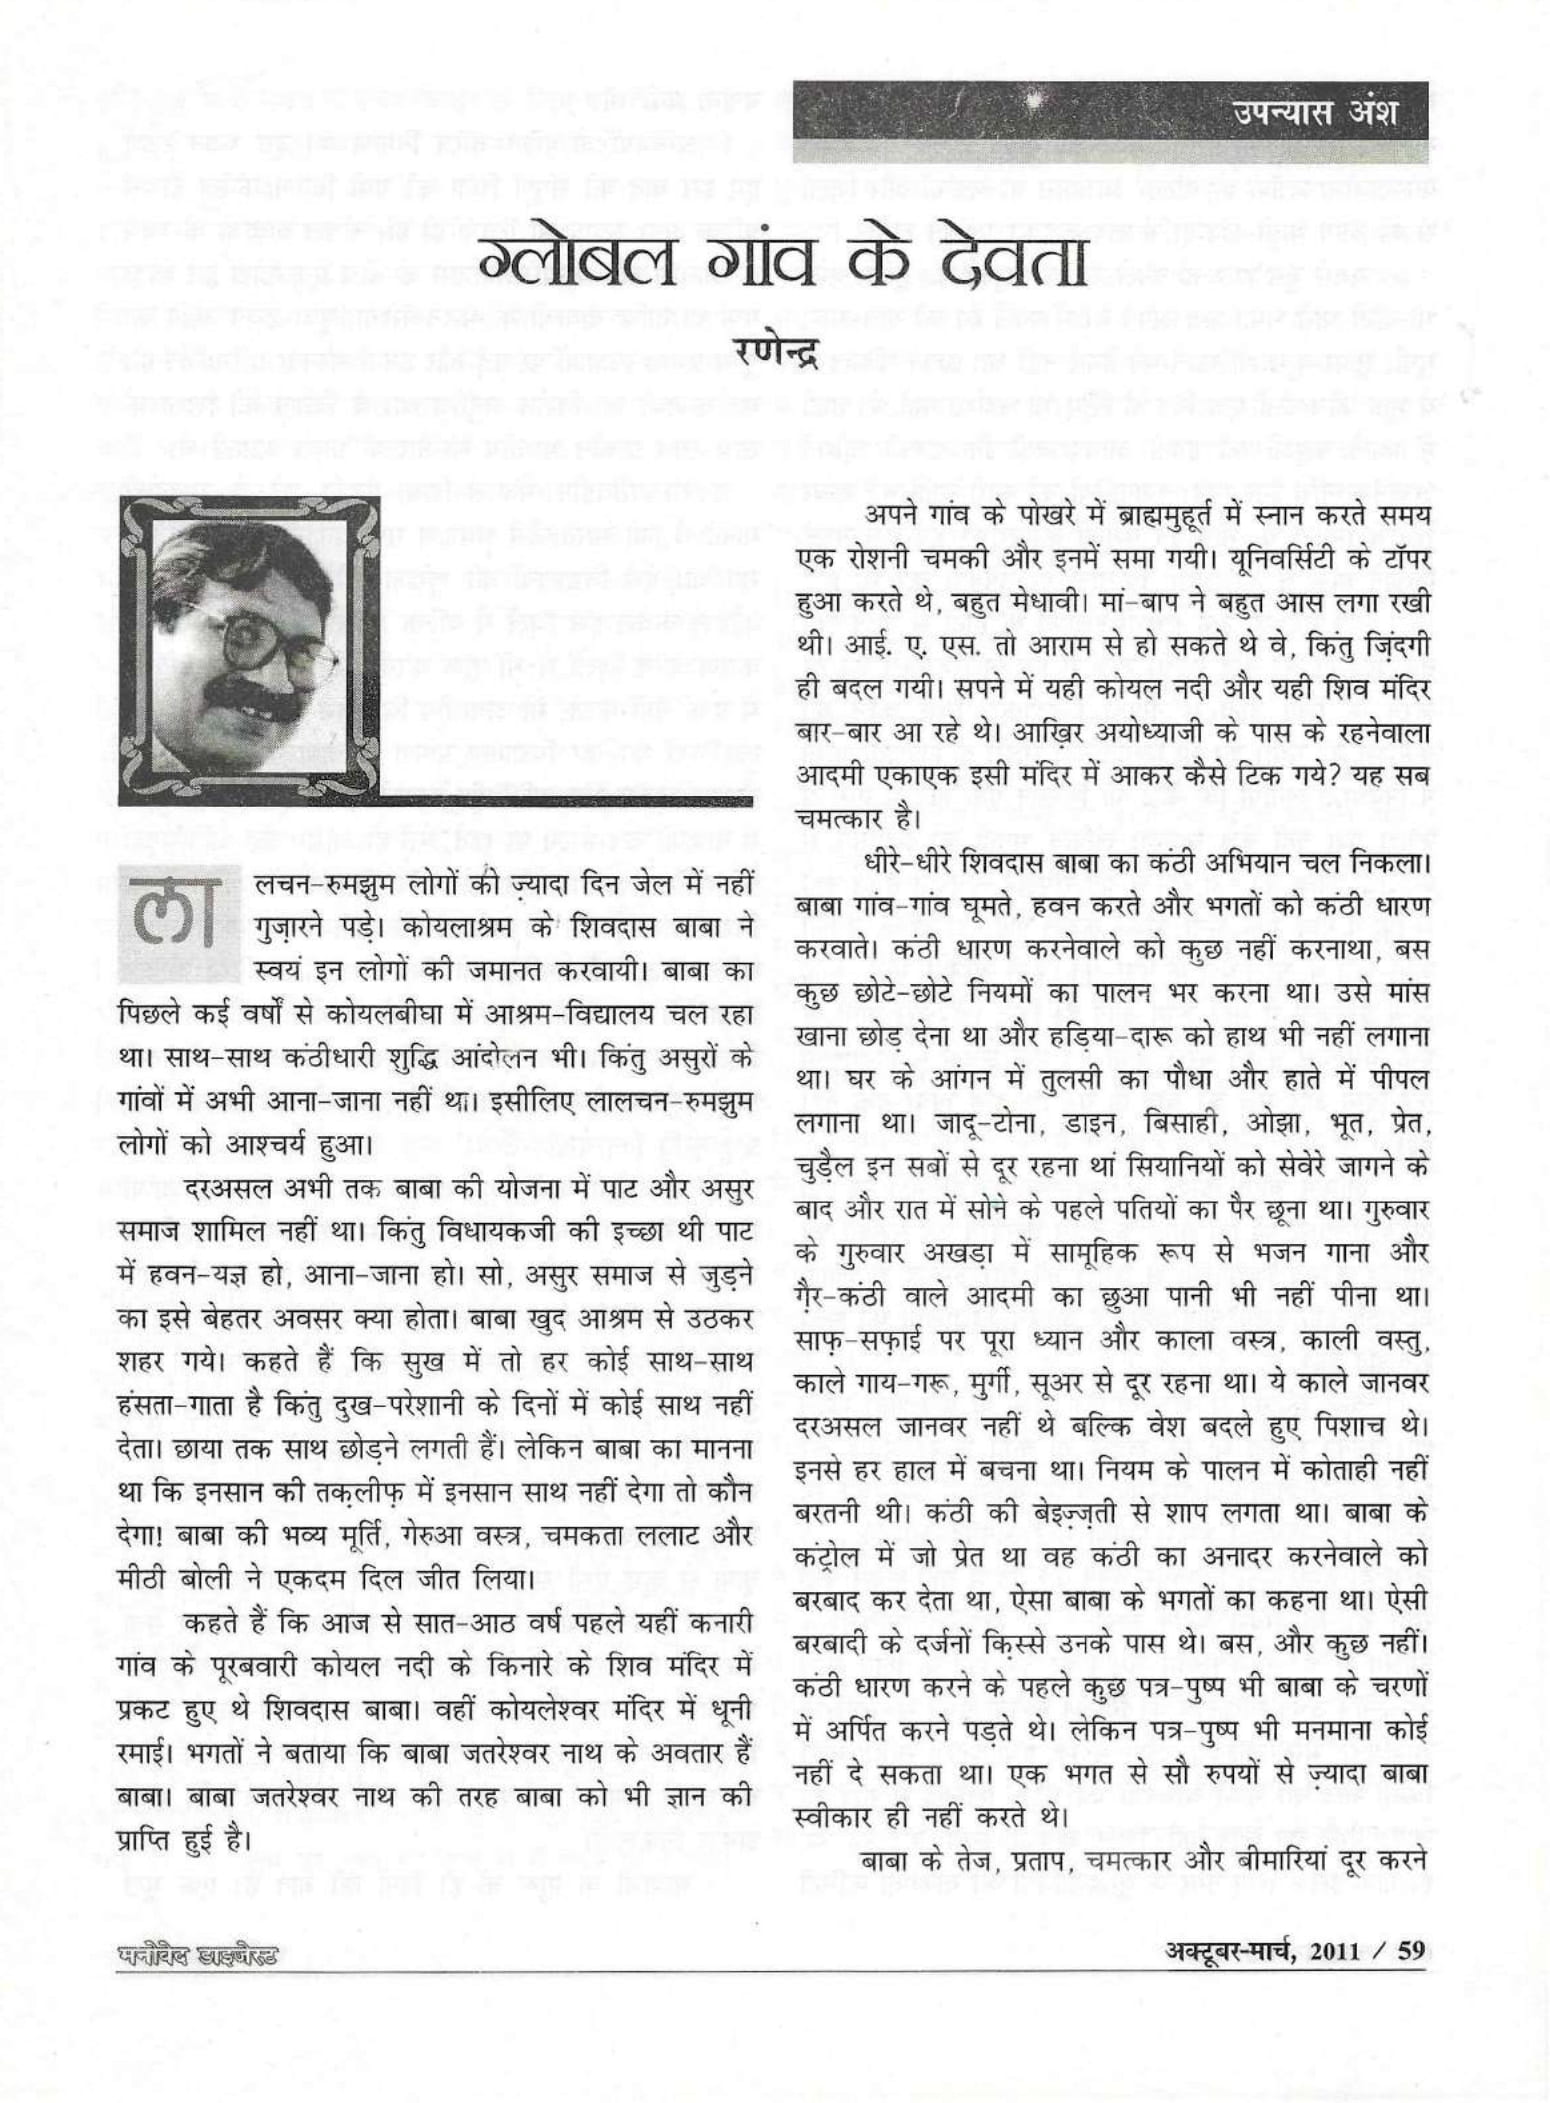 उपन्यास अंश
ग्लोबल गांव के देवता
रणेन्द्र
लालचन-रुमझुम लोगों की ज़्यादा दिन जेल में नहीं
गुज़ारने पड़े। कोयलाश्रम के शिवदास बाबा ने
स्वयं इन लोगों की जमानत करवायी। बाबा का
पिछले कई वर्षों से कोयलबीघा में आश्रम-विद्यालय चल रहा
था। साथ-साथ कंठीधारी शुद्धि आंदोलन भी। किंतु असुरों के
गांवों में अभी आना-जाना नहीं था। इसीलिए लालचन-रुमझुम
लोगों को आश्चर्य हुआ।
दरअसल अभी तक बाबा की योजना में पाट और असुर
समाज शामिल नहीं था। किंतु विधायकजी की इच्छा थी पाट
में हवन-यज्ञ हो, आना-जाना हो। सो, असुर समाज से जुड़ने
का इसे बेहतर अवसर क्या होता। बाबा खुद आश्रम से उठकर
शहर गये। कहते हैं कि सुख में तो हर कोई साथ-साथ
हंसता-गाता है किंतु दुख-परेशानी के दिनों में कोई साथ नहीं
देता। छाया तक साथ छोड़ने लगती हैं। लेकिन बाबा का मानना
था कि इनसान की तक़लीफ़ में इनसान साथ नहीं देगा तो कौन
देगा! बाबा की भव्य मूर्ति, गेरुआ वस्त्र, चमकता ललाट और
मीठी बोली ने एकदम दिल जीत लिया।
कहते हैं कि आज से सात-आठ वर्ष पहले यहीं कनारी
गांव के पूरबवारी कोयल नदी के किनारे के शिव मंदिर में
प्रकट हुए थे शिवदास बाबा। वहीं कोयलेश्वर मंदिर में धूनी
रमाई। भगतों ने बताया कि बाबा जतरेश्वर नाथ के अवतार हैं
बाबा। बाबा जतरेश्वर नाथ की तरह बाबा को भी ज्ञान की
प्राप्ति हुई है।
अपने गांव के पोखरे में ब्राह्ममुहूर्त में स्नान करते समय
एक रोशनी चमकी और इनमें समा गयी। यूनिवर्सिटी के टॉपर
हुआ करते थे, बहुत मेधावी। मां-बाप ने बहुत आस लगा रखी
थी। आई. ए. एस. तो आराम से हो सकते थे वे, किंतु ज़िंदगी
ही बदल गयी। सपने में यही कोयल नदी और यही शिव मंदिर
बार-बार आ रहे थे। आख़िर अयोध्याजी के पास के रहनेवाला
आदमी एकाएक इसी मंदिर में आकर कैसे टिक गये? यह सब
चमत्कार है।
धीरे-धीरे शिवदास बाबा का कंठी अभियान चल निकला।
बाबा गांव-गांव घूमते, हवन करते और भगतों को कंठी धारण
करवाते। कंठी धारण करनेवाले को कुछ नहीं करनाथा, बस
कुछ छोटे-छोटे नियमों का पालन भर करना था। उसे मांस
खाना छोड़ देना था और हड़िया-दारू को हाथ भी नहीं लगाना
था। घर के आंगन में तुलसी का पौधा और हाते में पीपल
लगाना था। जादू-टोना, डाइन, बिसाही, ओझा, भूत, प्रेत,
चुड़ैल इन सबों से दूर रहना थां सियानियों को सेवेरे जागने के
बाद और रात में सोने के पहले पतियों का पैर छूना था। गुरुवार
के गुरुवार अखड़ा में सामूहिक रूप से भजन गाना और
गै़र-कंठी वाले आदमी का छुआ पानी भी नहीं पीना था।
साफ़-सफ़ाई पर पूरा ध्यान और काला वस्त्र, काली वस्तु,
काले गाय-गरू, मुर्गी, सूअर से दूर रहना था। ये काले जानवर
दरअसल जानवर नहीं थे बल्कि वेश बदले हुए पिशाच थे।
इनसे हर हाल में बचना था। नियम के पालन में कोताही नहीं
बरतनी थी। कंठी की बेइज़्ज़ती से शाप लगता था। बाबा के
कंट्रोल में जो प्रेत था वह कंठी का अनादर करनेवाले को
बरबाद कर देता था, ऐसा बाबा के भगतों का कहना था। ऐसी
बरबादी के दर्जनों क़िस्से उनके पास थे। बस, और कुछ नहीं।
कंठी धारण करने के पहले कुछ पत्र-पुष्प भी बाबा के चरणों
में अर्पित करने पड़ते थे। लेकिन पत्र-पुष्प भी मनमाना कोई
नहीं दे सकता था। एक भगत से सौ रुपयों से ज़्यादा बाबा
स्वीकार ही नहीं करते थे।
बाबा के तेज, प्रताप, चमत्कार और बीमारियां दूर करने
मनोवेद डाइजेस्ट
अक्टूबर-मार्च, 2011 / 59